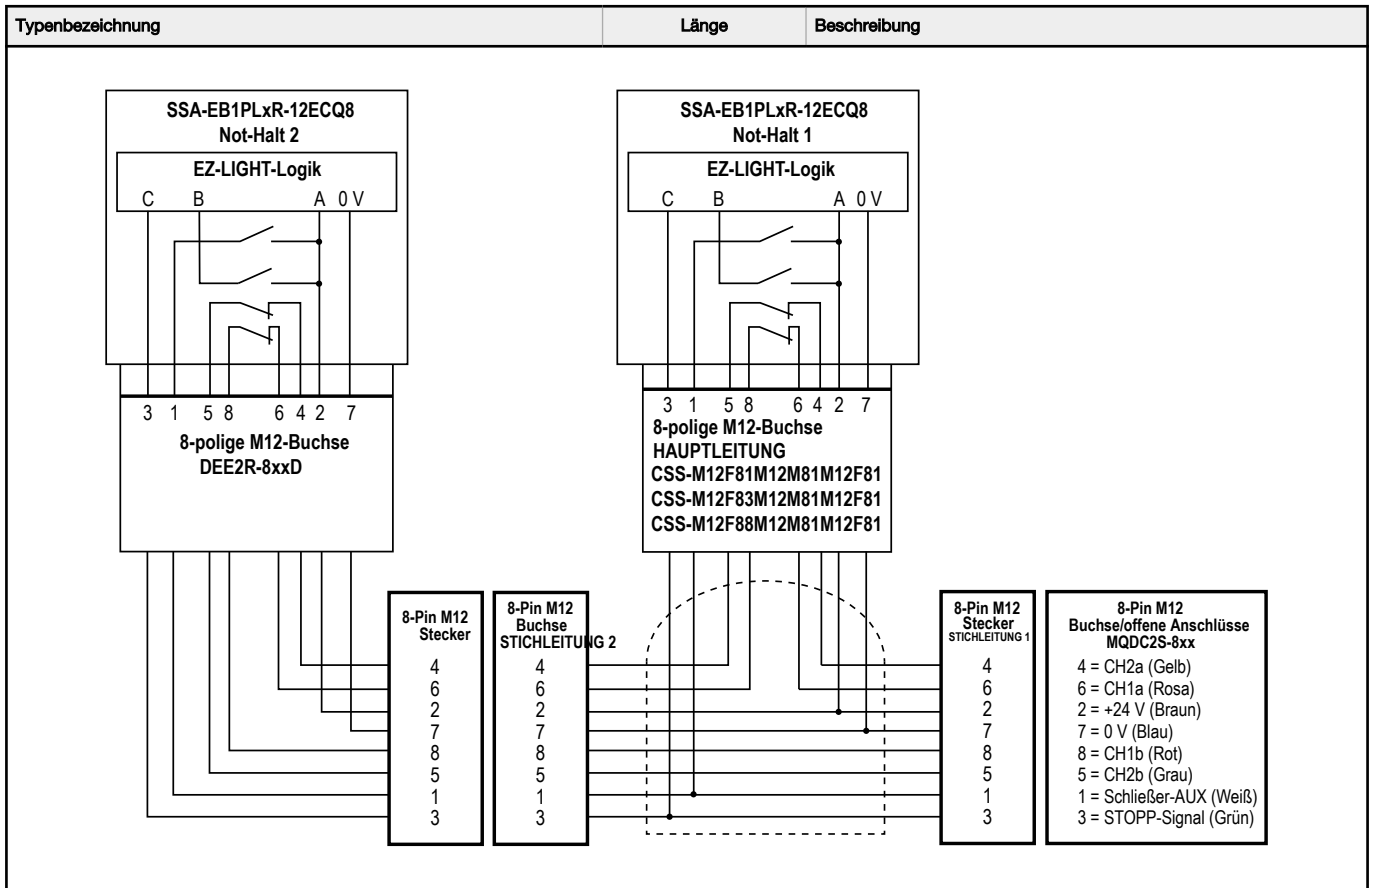 Typenbezeichnung Länge Beschreibung
SSA-EB1PLxR-12ECQ8
Not-Halt 2
EZ-LIGHT-Logik
C B A 0 V
3 1 5 8 6 4 2 7
8-polige M12-Buchse
DEE2R-8xxD
SSA-EB1PLxR-12ECQ8
Not-Halt 1
EZ-LIGHT-Logik
C B A 0 V
3 1 5 8 6 4 2 7
8-polige M12-Buchse
HAUPTLEITUNG
CSS-M12F81M12M81M12F81
CSS-M12F83M12M81M12F81
CSS-M12F88M12M81M12F81
8-Pin M12
Stecker
4
6
2
7
8
5
1
3
8-Pin M12
Buchse
STICHLEITUNG 2
4
6
2
7
8
5
1
3
8-Pin M12
Stecker
STICHLEITUNG 1
4
6
2
7
8
5
1
3
8-Pin M12
Buchse/offene Anschlüsse
MQDC2S-8xx
4 = CH2a (Gelb)
6 = CH1a (Rosa)
2 = +24 V (Braun)
7 = 0 V (Blau)
8 = CH1b (Rot)
5 = CH2b (Grau)
1 = Schließer-AUX (Weiß)
3 = STOPP-Signal (Grün)